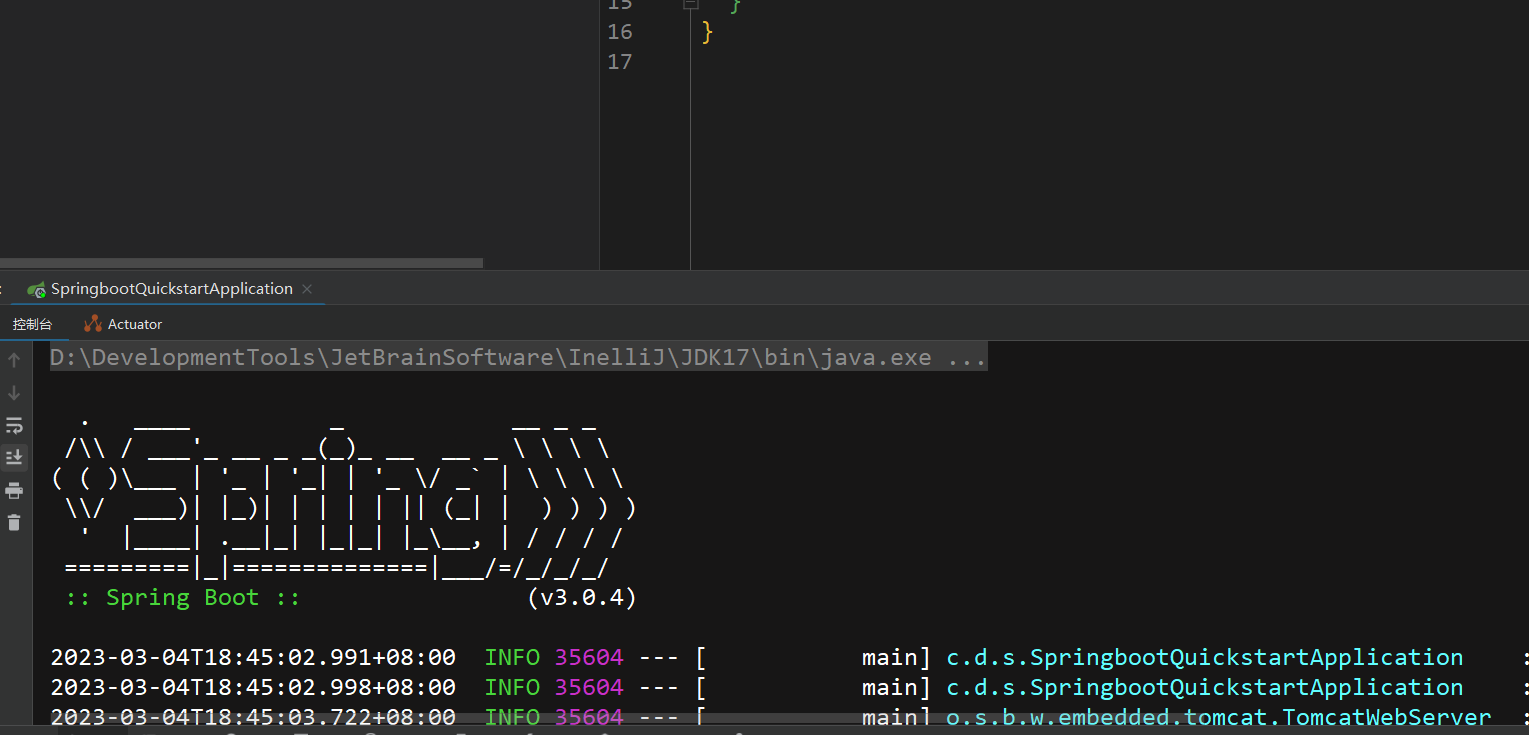 15 }
16 }
17
: SpringbootQuickstartApplication ×
控制台 Actuator
D:\DevelopmentTools\JetBrainSoftware\InelliJ\JDK17\bin\java.exe ...
  .   ____          _            __ _ _
 /\\ / ___'_ __ _ _(_)_ __  __ _ \ \ \ \
( ( )\___ | '_ | '_| | '_ \/ _` | \ \ \ \
 \\/  ___)| |_)| | | | | || (_| |  ) ) ) )
  '  |____| .__|_| |_|_| |_\__, | / / / /
 =========|_|==============|___/=/_/_/_/
 :: Spring Boot ::                (v3.0.4)
2023-03-04T18:45:02.991+08:00  INFO 35604 --- [           main] c.d.s.SpringbootQuickstartApplication    :
2023-03-04T18:45:02.998+08:00  INFO 35604 --- [           main] c.d.s.SpringbootQuickstartApplication    :
2023-03-04T18:45:03.722+08:00  INFO 35604 --- [           main] o.s.b.w.embedded.tomcat.TomcatWebServer  :